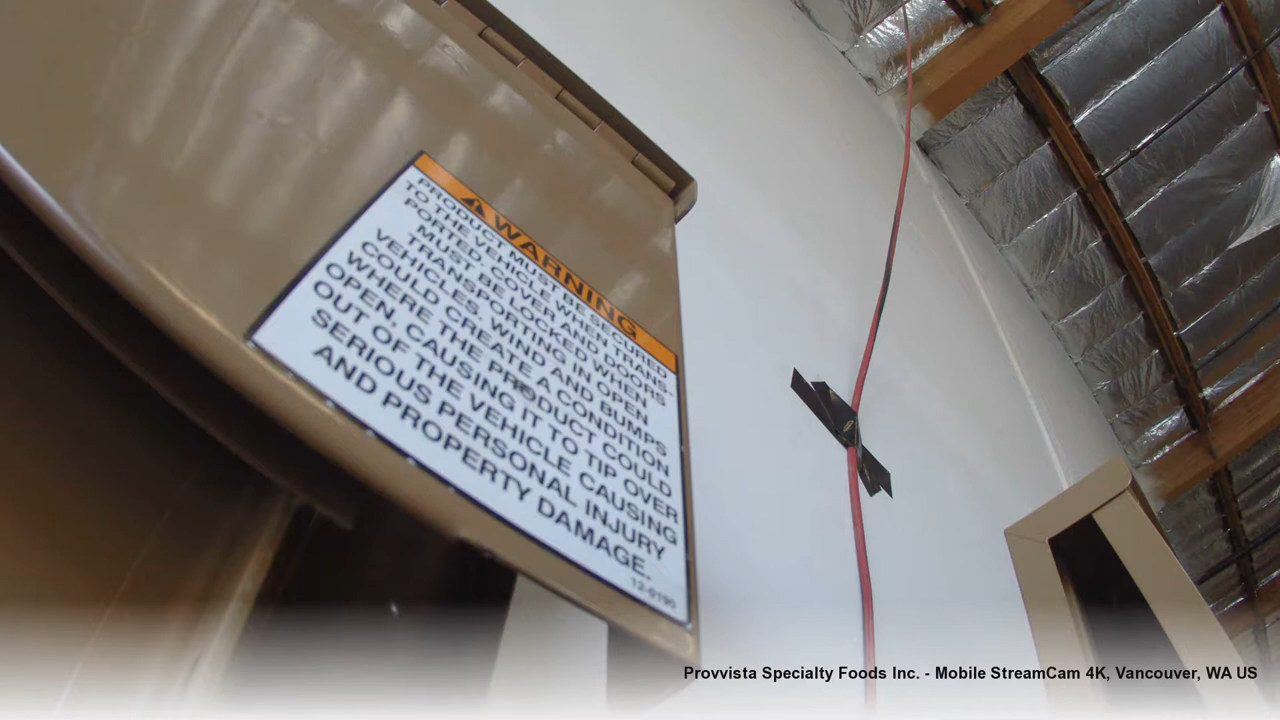 WARNING
PRODUCT MUST BE SECURED
TO THE VEHICLE WHEN TRANS-
PORTED. COVER AND DOORS
MUST BE LOCKED WHEN
TRANSPORTING IN OPEN
VEHICLES. WIND AND BUMPS
COULD CREATE A CONDITION
WHERE THE PRODUCT COULD
OPEN, CAUSING IT TO TIP OVER
OUT OF THE VEHICLE CAUSING
SERIOUS PERSONAL INJURY
AND PROPERTY DAMAGE.
12-0190
Provvista Specialty Foods Inc. - Mobile StreamCam 4K, Vancouver, WA US